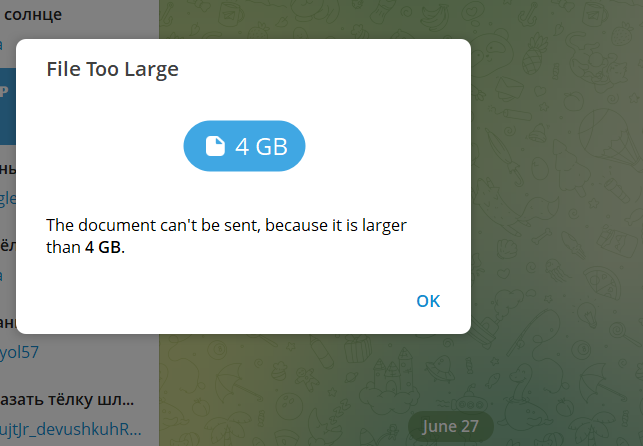 солнце
File Too Large
4 GB
The document can't be sent, because it is larger
than 4 GB.
OK
yol57
азать тёлку шл...
ujtJr_devushkuhR...
June 27